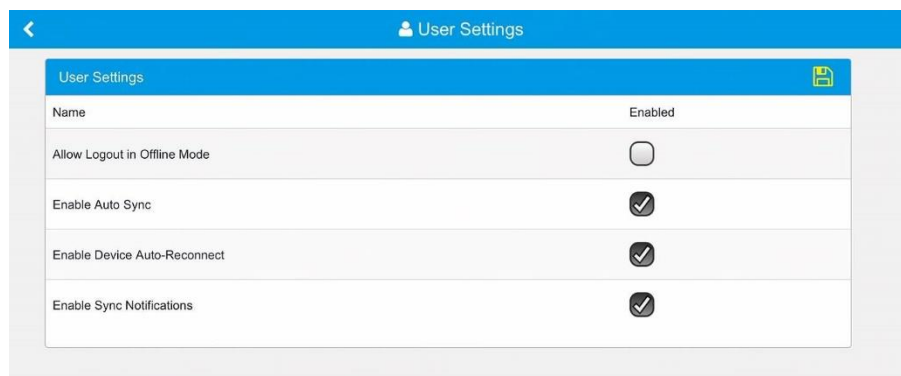 User Settings
User Settings
Name Enabled
Allow Logout in Offline Mode
Enable Auto Sync
Enable Device Auto-Reconnect
Enable Sync Notifications